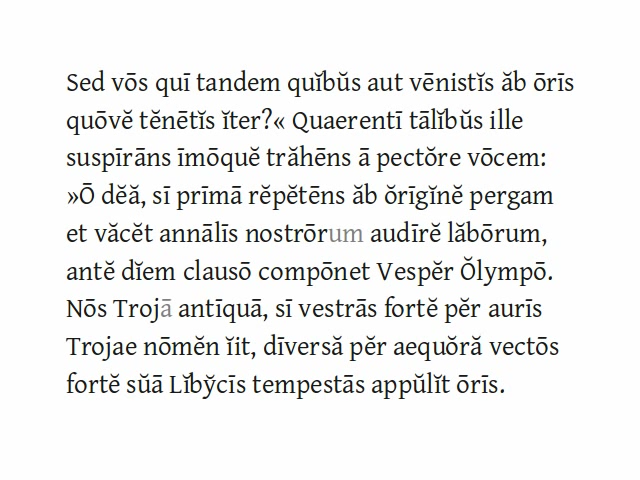 Sed vōs quī tandem quĭbŭs aut vēnistĭs ăb ōrīs
quōvĕ tĕnētĭs ĭter?« Quaerentī tālĭbŭs ille
suspīrāns īmōquĕ trăhēns ā pectŏre vōcem:
»Ō dĕă, sī prīmā rĕpĕtēns ăb ŏrīgĭnĕ pergam
et văcĕt annālīs nostrōrum audīrĕ lăbōrum,
antĕ dĭem clausō compōnet Vespĕr Ŏlympō.
Nōs Trojā antīquā, sī vestrās fortĕ pĕr aurīs
Trojae nōmĕn ĭit, dīversă pĕr aequŏră vectōs
fortĕ sŭā Lĭby̆cīs tempestās appŭlĭt ōrīs.